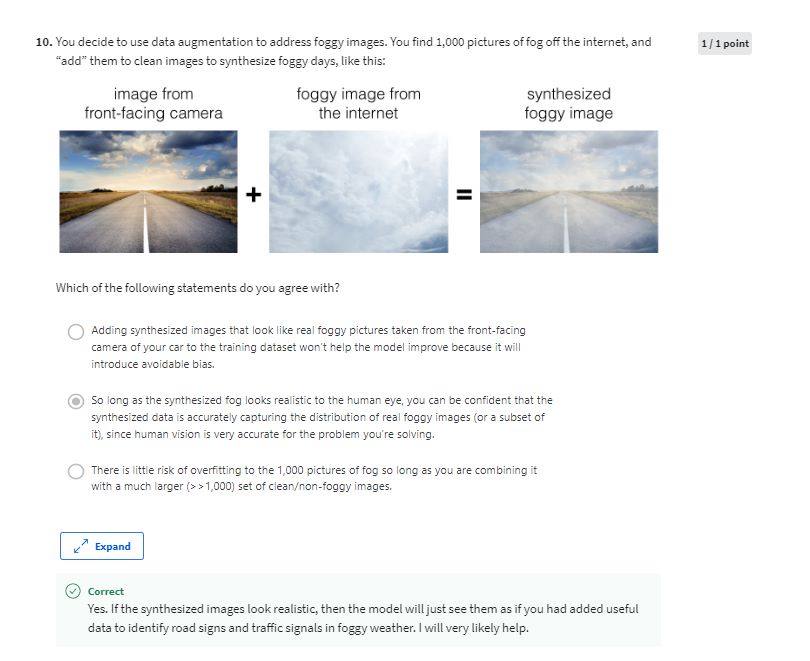 10. You decide to use data augmentation to address foggy images. You find 1,000 pictures of fog off the internet, and
1 / 1 point
“add” them to clean images to synthesize foggy days, like this:
image from
front-facing camera
foggy image from
the internet
synthesized
foggy image
+
=
Which of the following statements do you agree with?
Adding synthesized images that look like real foggy pictures taken from the front-facing
camera of your car to the training dataset won't help the model improve because it will
introduce avoidable bias.
So long as the synthesized fog looks realistic to the human eye, you can be confident that the
synthesized data is accurately capturing the distribution of real foggy images (or a subset of
it), since human vision is very accurate for the problem you're solving.
There is little risk of overfitting to the 1,000 pictures of fog so long as you are combining it
with a much larger (>>1,000) set of clean/non-foggy images.
Expand
Correct
Yes. If the synthesized images look realistic, then the model will just see them as if you had added useful
data to identify road signs and traffic signals in foggy weather. I will very likely help.